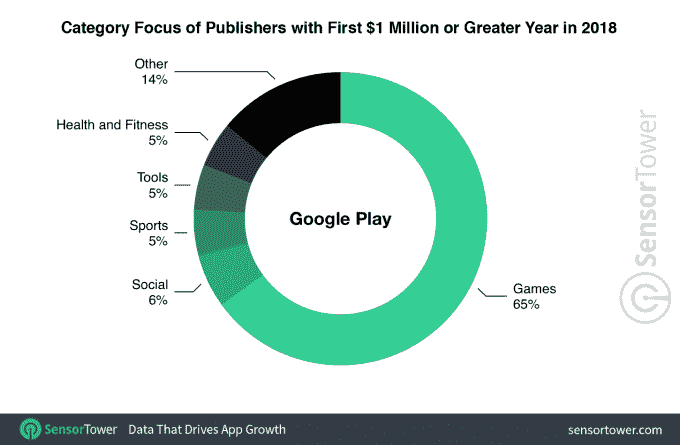 Category Focus of Publishers with First $1 Million or Greater Year in 2018
Other
14%
Health and Fitness
5%
Tools
5%
Sports
5%
Social
6%
Google Play
Games
65%
SensorTower
SensorTower
Data That Drives App Growth
sensortower.com